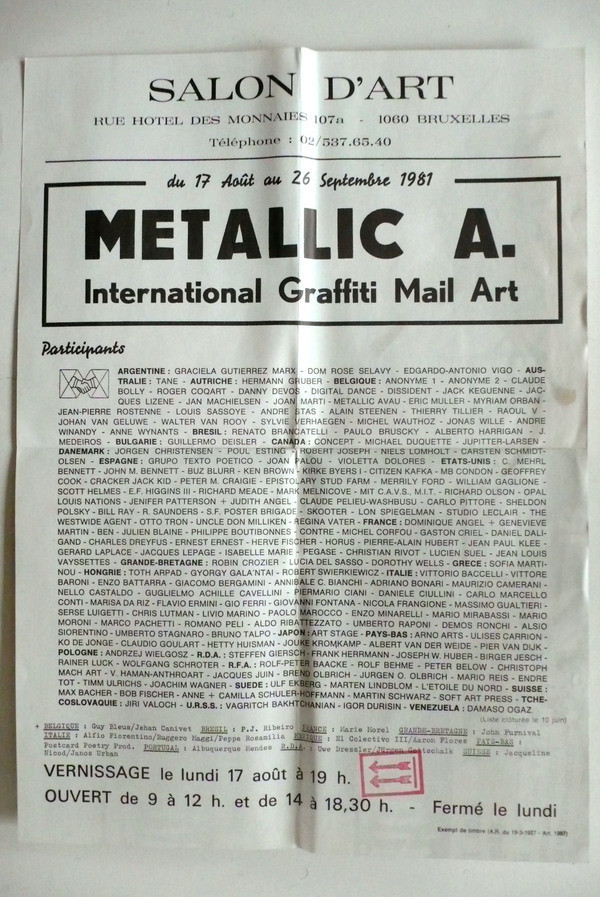 SALON D'ART
RUE HOTEL DES MONNAIES 107a - 1060 BRUXELLES
Téléphone : 02/537.65.40
du 17 Août au 26 Septembre 1981
METALLIC A.
International Graffiti Mail Art
Participants
ARGENTINE : GRACIELA GUTIERREZ MARX - DOM ROSE SELAVY - EDGARDO-ANTONIO VIGO - AUS-
TRALIE : TANE - AUTRICHE : HERMANN GRUBER - BELGIQUE : ANONYME 1 - ANONYME 2 - CLAUDE
BOLLY - ROGER COQART - DANNY DEVOS - DIGITAL DANCE - DISSIDENT - JACK KEGUENNE - JAC-
QUES LIZENE - JAN MACHELSEN - JOAN MARTI - METALLIC AVAU - ERIC MULLER - MYRIAM ORBAN -
JEAN-PIERRE ROSTENNE - LOUIS SASSOYE - ANDRE STAS - ALAIN STEENEN - THIERRY TILLIER - RAOUL V -
JOHAN VAN GELUWE - WALTER VAN ROOY - SYLVIE VERHAEGEN - MICHEL WAUTHOZ - JONAS WILLE - ANDRE
WINANDY - ANNE WYNANTS - BRESIL : RENATO BRANCATELLI - PAULO BRUSCKY - ALBERTO HARRIGAN - J.
MEDEIROS - BULGARIE : GUILLERMO DEISLER - CANADA : CONCEPT - MICHAEL DUQUETTE - JUPITTER-LARSEN -
DANEMARK : JORGEN CHRISTENSEN - POUL ESTING - ROBERT JOSEPH - NIELS LOMHOLT - CARSTEN SCHMIDT-
OLSEN - ESPAGNE : GRUPO TEXTO POETICO - JOAN PALOU - VIOLETTA DOLORES - ETATS-UNIS : C. MEHRL
BENNETT - JOHN M. BENNETT - BUZ BLURR - KEN BROWN - KIRKE BYERS - CITIZEN KAFKA - MB CONDON - GEOFFREY
COOK - CRACKER JACK KID - PETER M. CRAIGIE - EPISTOLARY STUD FARM - MERRILY FORD - WILLIAM GAGLIONE -
SCOTT HELMES - E.F. HIGGINS III - RICHARD MEADE - MARK MELNICOVE - MIT C.A.V.S., M.I.T. - RICHARD OLSON - OPAL
LOUIS NATIONS - JENIFER PATTERSON + JUDITH ANGEL - CLAUDE PELIEU-WASHBUSU - CARLO PITTORE - SHELDON
POLSKY - BILL RAY - R. SAUNDERS - S.F. POSTER BRIGADE - SKOOTER - LON SPIEGELMAN - STUDIO LECLAIR - THE
WESTWIDE AGENT - OTTO TRON - UNCLE DON MILLIKEN - REGINA VATER - FRANCE : DOMINIQUE ANGEL + GENEVIEVE
MARTIN - BEN - JULIEN BLAINE - PHILIPPE BOUTIBONNES - CONTRE - MICHEL CORFOU - GASTON CRIEL - DANIEL DALI-
GAND - CHARLES DREYFUS - ERNEST ERNEST - HERVE FISCHER - HORUS - PIERRE-ALAIN HUBERT - JEAN PAUL KLEE -
GERARD LAPLACE - JACQUES LEPAGE - ISABELLE MARIE - PEGASE - CHRISTIAN RIVOT - LUCIEN SUEL - JEAN LOUIS
VAYSSETTES - GRANDE-BRETAGNE : ROBIN CROZIER - LUCIA DEL SASSO - DOROTHY WELLS - GRECE : SOFIA MARTI-
NOU - HONGRIE : TOTH ARPAD - GYORGY GALA'NTAI - ROBERT SWIERKIEWICZ - ITALIE : VITTORIO BACCELLI - VITTORE
BARONI - ENZO BATTARRA - GIACOMO BERGAMINI - ANNIBALE C. BIANCHI - ADRIANO BONARI - MAURIZIO CAMERANI -
NELLO CASTALDO - GUGLIELMO ACHILLE CAVELLINI - PIERMARIO CIANI - DANIELE CIULLINI - CARLO MARCELLO
CONTI - MARISA DA RIZ - FLAVIO ERMINI - GIO FERRI - GIOVANNI FONTANA - NICOLA FRANGIONE - MASSIMO GUALTIERI -
SERSE LUIGETTI - CHRIS LUTMAN - LIVIO MARINO - PAOLO MAROCCO - ENZO MINARELLI - MARIO MIRABASSI - MARIO
MORONI - MARCO PACHETTI - ROMANO PELI - ALDO RIBATTEZZATO - UMBERTO RAPONI - DEMOS RONCHI - ALSIO
SIORENTINO - UMBERTO STAGNARO - BRUNO TALPO - JAPON : ART STAGE - PAYS-BAS : ARNO ARTS - ULISES CARRION -
KO DE JONGE - CLAUDIO GOULART - HETTY HUISMAN - JOUKE KROMKAMP - ALBERT VAN DER WEIDE - PIER VAN DIJK -
POLOGNE : ANDRZEJ WIELGOSZ - R.D.A. : STEFFEN GIERSCH - FRANK HERRMANN - JOSEPH W. HUBER - BIRGER JESCH -
RAINER LUCK - WOLFGANG SCHROTER - R.F.A. : ROLF-PETER BAACKE - ROLF BEHME - PETER BELOW - CHRISTOPH
MACH ART - V. HAMAN-ANTHROART - JACQUES JUIN - BREND OLBRICH - JURGEN O. OLBRICH - MARIO REIS - ENDRE
TOT - TIMM ULRICHS - JOACHIM WAGNER - SUEDE : ULF EKBERG - MARTEN LINDBLOM - L'ETOILE DU NORD - SUISSE :
MAX BACHER - BOB FISCHER - ANNE + CAMILLA SCHULER-HOFFMANN - MARTIN SCHWARZ - SOFT ART PRESS - TCHE-
COSLOVAQUIE : JIRI VALOCH - U.R.S.S. : VAGRITCH BAKHTCHANIAN - IGOR DURISIN - VENEZUELA : DAMASO OGAZ
(Liste clôturée le 10 juin)
+ BELGIQUE : Guy Bleus/Jehan Canivet BRESIL : P.J. Ribeiro FRANCE : Marie Morel GRANDE-BRETAGNE : John Furnival
ITALIE : Alfio Fiorentino/Ruggero Maggi/Peppe Rosamilia MEXIQUE : El Colectivo III/Aaron Flores PAYS-BAS :
Postcard Poetry Prod. PORTUGAL : Albuquerque Mendes R.D.A. : Uwe Dressler/Jürgen Gottschalk SUISSE : Jacqueline
Nicod/Janos Urban
VERNISSAGE le lundi 17 août à 19 h.
OUVERT de 9 à 12 h. et de 14 à 18,30 h. - Fermé le lundi
Exempt de timbre (A.R. du 19-3-1927 - Art. 1987)